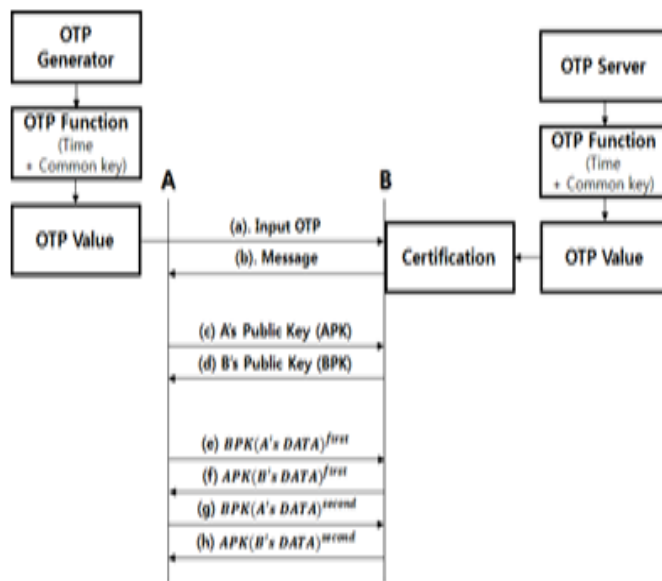 OTP
Generator
OTP Function
(Time
+ Common key)
OTP Value
OTP Server
OTP Function
(Time
+ Common key)
OTP Value
Certification
A
B
(a). Input OTP
(b). Message
(c) A's Public Key (APK)
(d) B's Public Key (BPK)
(e) BPK(A's DATA)^first
(f) APK(B's DATA)^first
(g) BPK(A's DATA)^second
(h) APK(B's DATA)^second